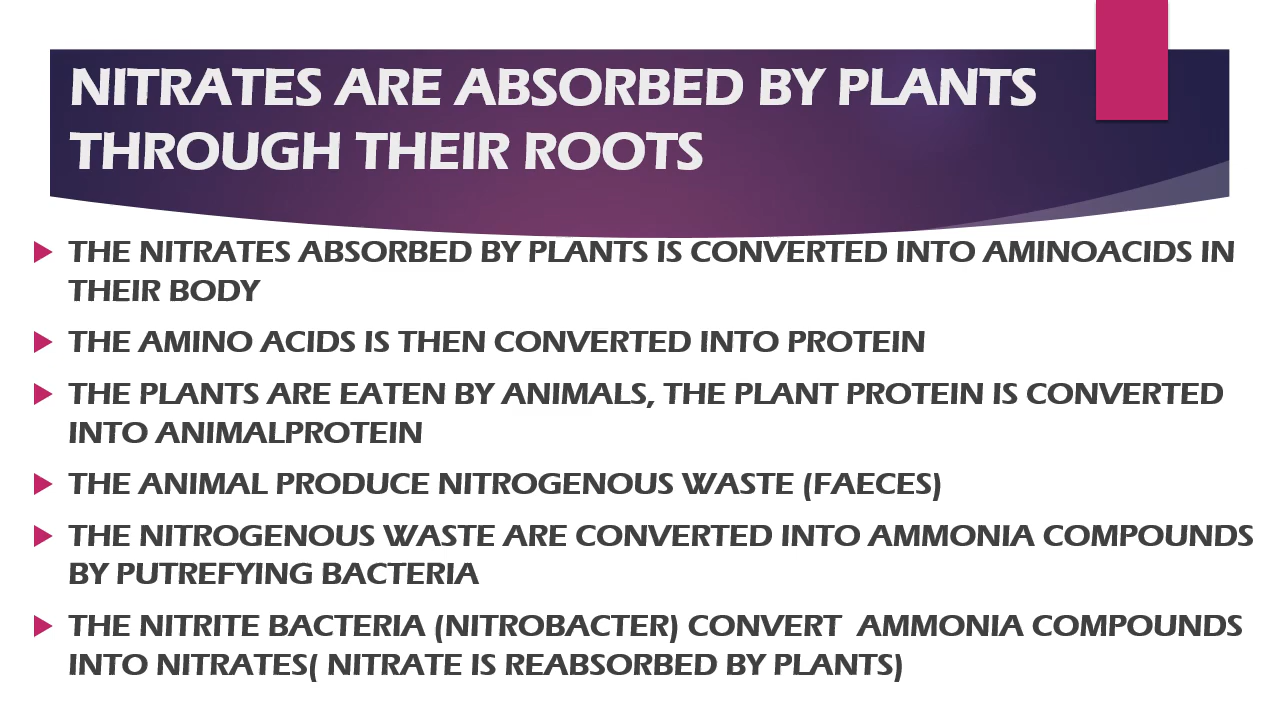 NITRATES ARE ABSORBED BY PLANTS
THROUGH THEIR ROOTS
THE NITRATES ABSORBED BY PLANTS IS CONVERTED INTO AMINOACIDS IN
THEIR BODY
THE AMINO ACIDS IS THEN CONVERTED INTO PROTEIN
THE PLANTS ARE EATEN BY ANIMALS, THE PLANT PROTEIN IS CONVERTED
INTO ANIMALPROTEIN
THE ANIMAL PRODUCE NITROGENOUS WASTE (FAECES)
THE NITROGENOUS WASTE ARE CONVERTED INTO AMMONIA COMPOUNDS
BY PUTREFYING BACTERIA
THE NITRITE BACTERIA (NITROBACTER) CONVERT  AMMONIA COMPOUNDS
INTO NITRATES( NITRATE IS REABSORBED BY PLANTS)